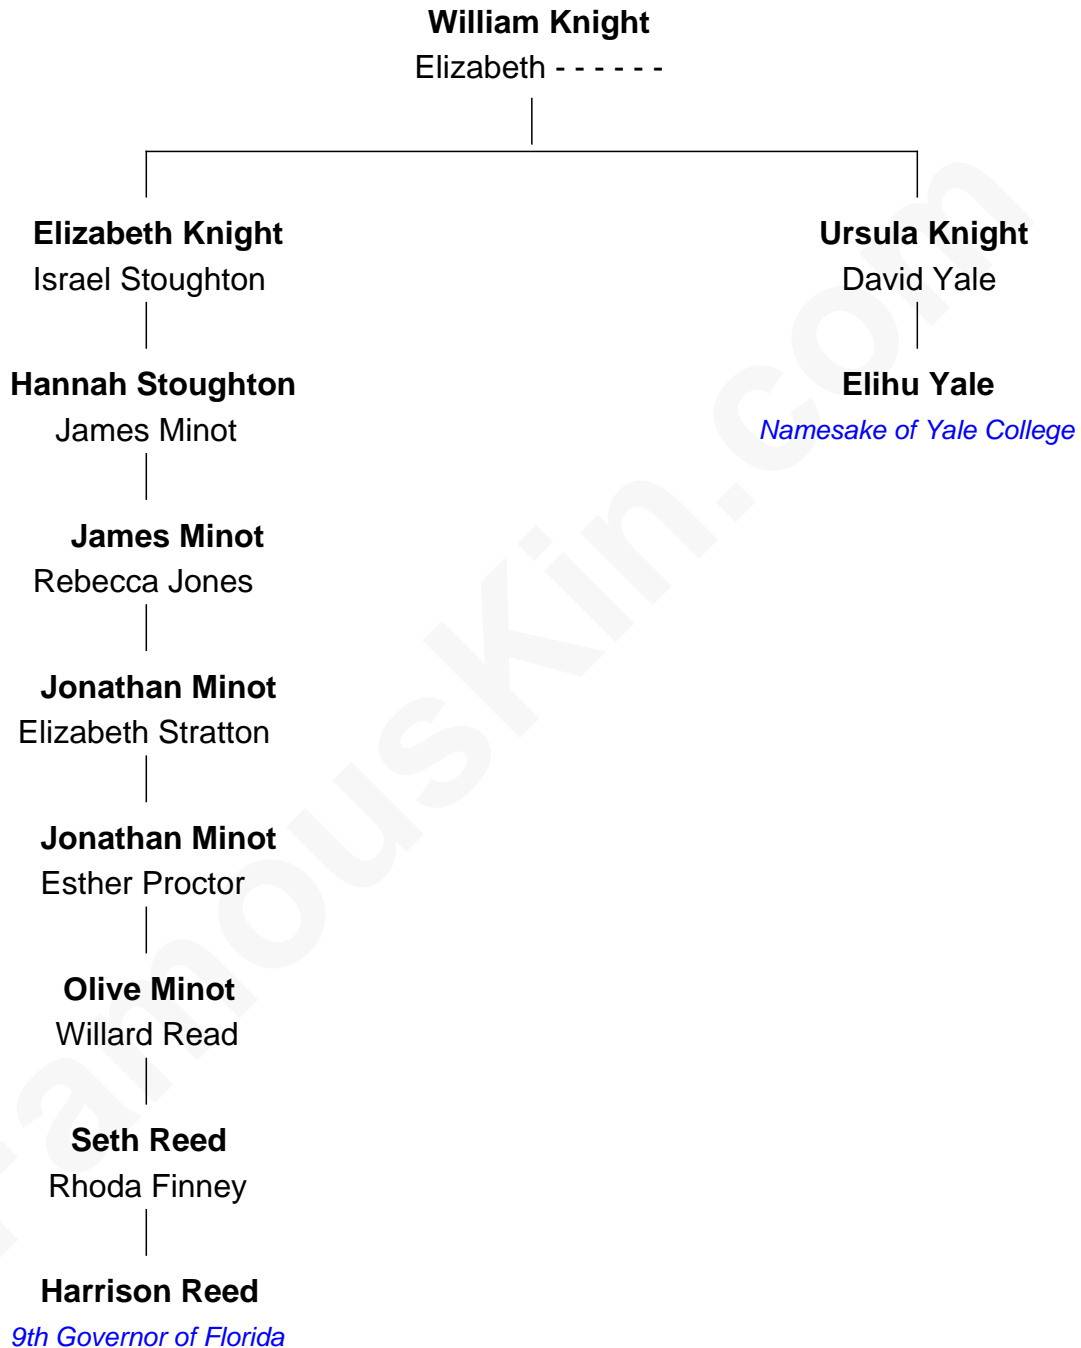 William Knight
Elizabeth - - - - - -
Elizabeth Knight
Israel Stoughton
Ursula Knight
David Yale
Hannah Stoughton
James Minot
Elihu Yale
Namesake of Yale College
James Minot
Rebecca Jones
Jonathan Minot
Elizabeth Stratton
Jonathan Minot
Esther Proctor
Olive Minot
Willard Read
Seth Reed
Rhoda Finney
Harrison Reed
9th Governor of Florida
FamousKin.com